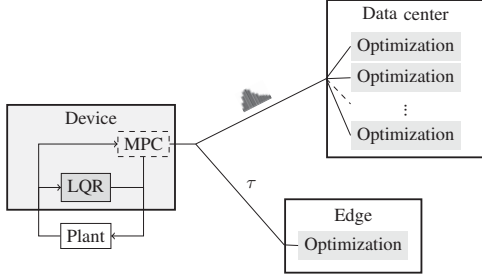 Data center
Optimization
Optimization
⋮
Optimization
Device
MPC
LQR
Plant
τ
Edge
Optimization